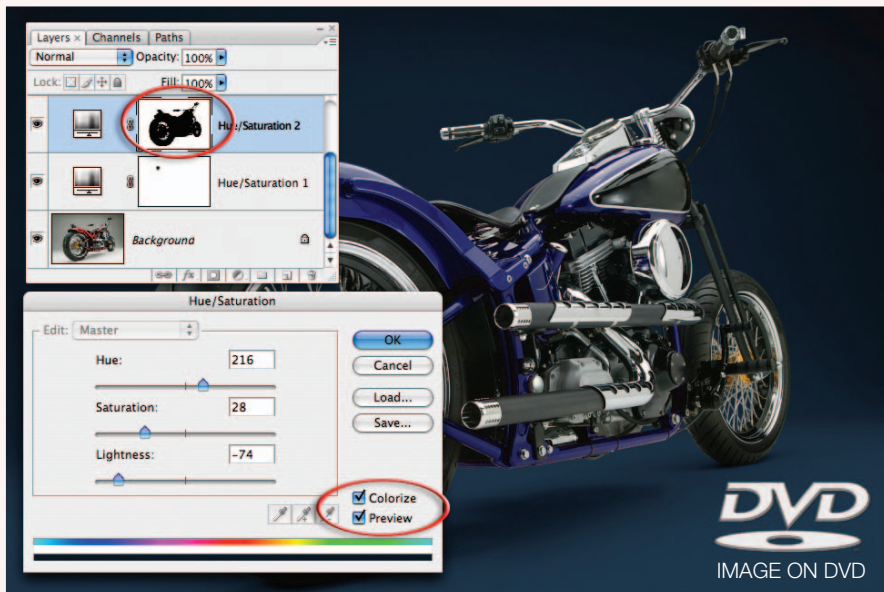 Layers × Channels Paths
Normal Opacity: 100%
Lock: Fill: 100%
Hue/Saturation 2
Hue/Saturation 1
Background
Hue/Saturation
Edit: Master
Hue: 216
Saturation: 28
Lightness: -74
OK
Cancel
Load...
Save...
Colorize
Preview
DVD
IMAGE ON DVD